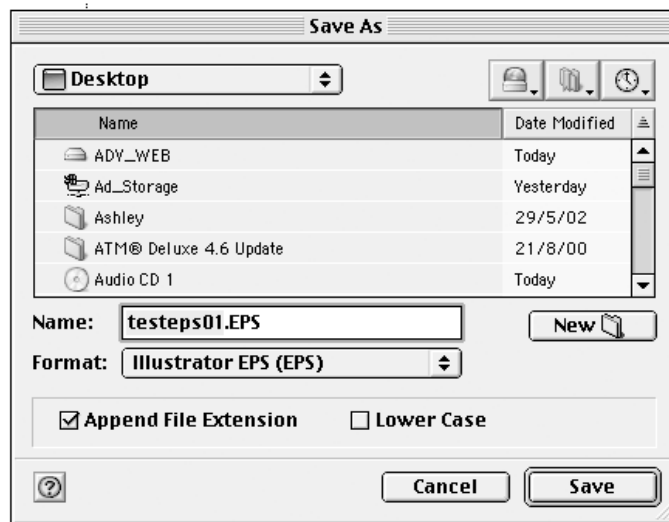 Save As
Desktop
Name Date Modified
ADV_WEB Today
Ad_Storage Yesterday
Ashley 29/5/02
ATM® Deluxe 4.6 Update 21/8/00
Audio CD 1 Today
Name: testeps01.EPS New
Format: Illustrator EPS (EPS)
Append File Extension Lower Case
? Cancel Save